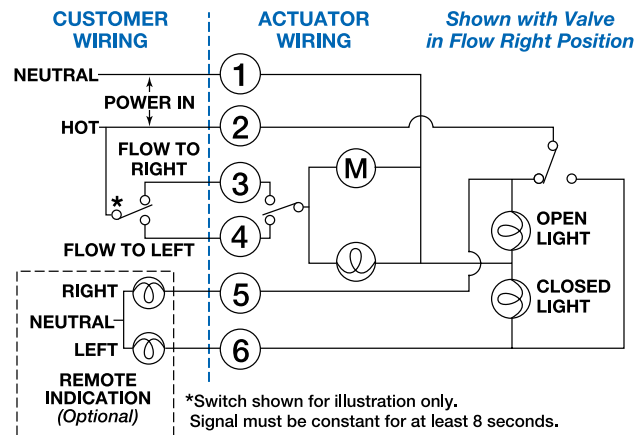 CUSTOMER
WIRING
ACTUATOR
WIRING
Shown with Valve
in Flow Right Position
NEUTRAL
1
POWER IN
HOT
2
FLOW TO
RIGHT
3
M
*
4
FLOW TO LEFT
OPEN
LIGHT
RIGHT
5
CLOSED
LIGHT
NEUTRAL
LEFT
6
REMOTE
INDICATION
(Optional)
*Switch shown for illustration only.
Signal must be constant for at least 8 seconds.